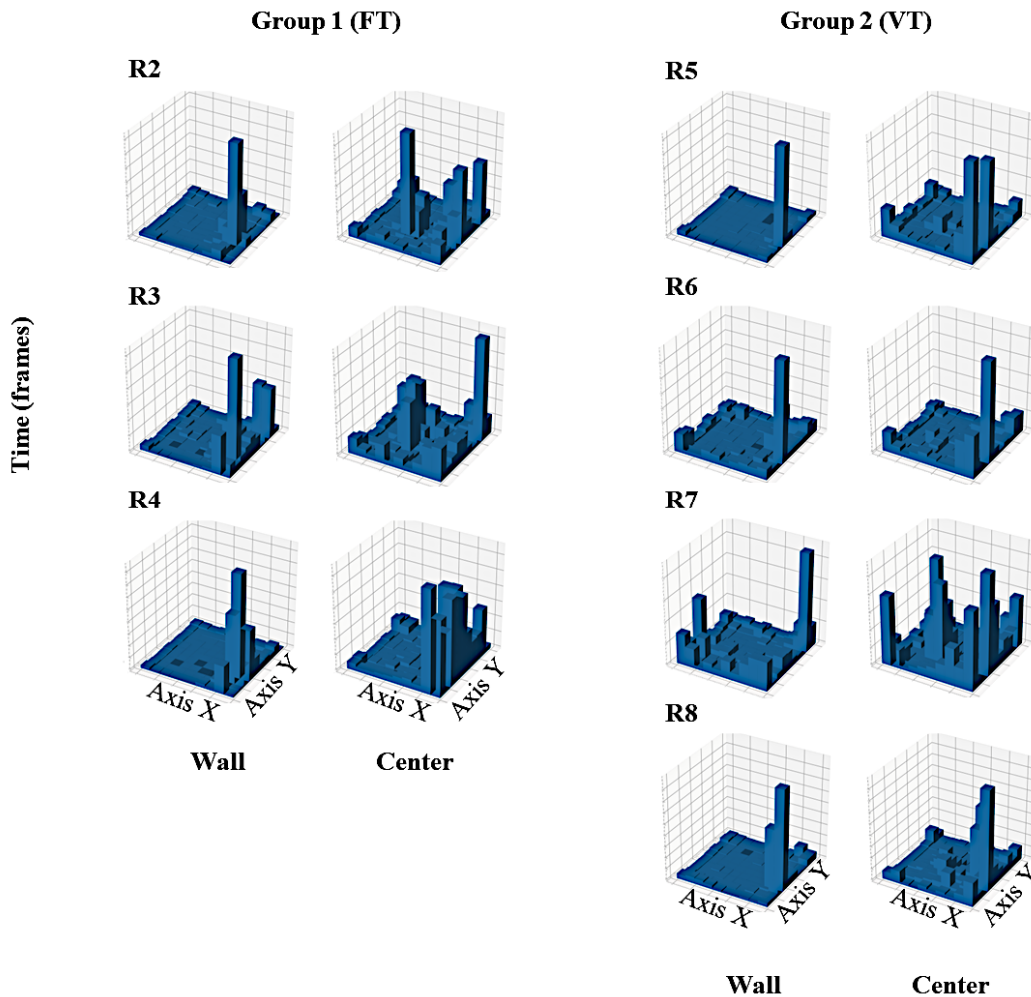 Group 1 (FT)
Group 2 (VT)
R2
R5
R3
R6
Time (frames)
R4
R7
Axis X
Axis Y
Wall
Center
Axis X
Axis Y
R8
Axis X
Axis Y
Axis X
Axis Y
Wall
Center